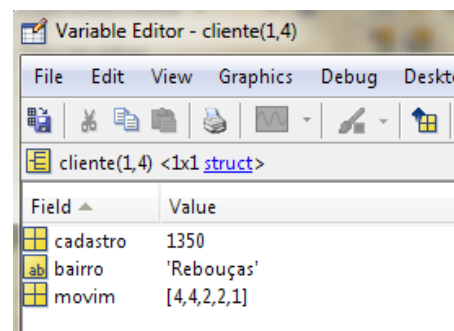 Variable Editor - cliente(1,4)
File Edit View Graphics Debug Deskto
cliente(1,4) <1x1 struct>
Field Value
cadastro 1350
ab bairro 'Rebouças'
movim [4,4,2,2,1]